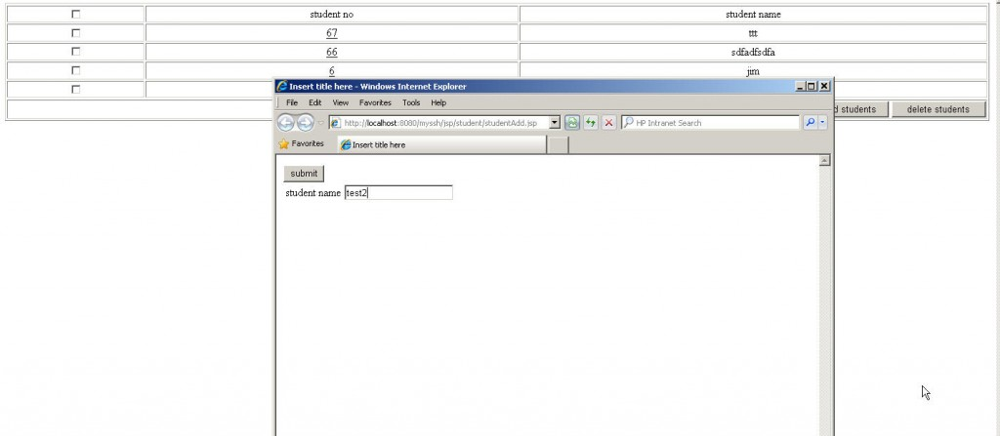 student no student name
67 ttt
66 sdfadfsdfa
6 jim
students delete students
Insert title here - Windows Internet Explorer
File Edit View Favorites Tools Help
http://localhost:8080/myssh/jsp/student/studentAdd.jsp HP Intranet Search
Favorites Insert title here
submit
student name test2